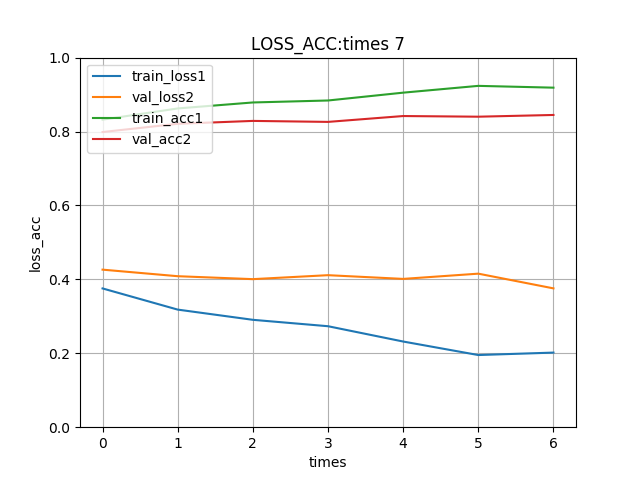 LOSS_ACC:times 7
train_loss1
val_loss2
train_acc1
val_acc2
loss_acc
1.0
0.8
0.6
0.4
0.2
0.0
0 1 2 3 4 5 6
times